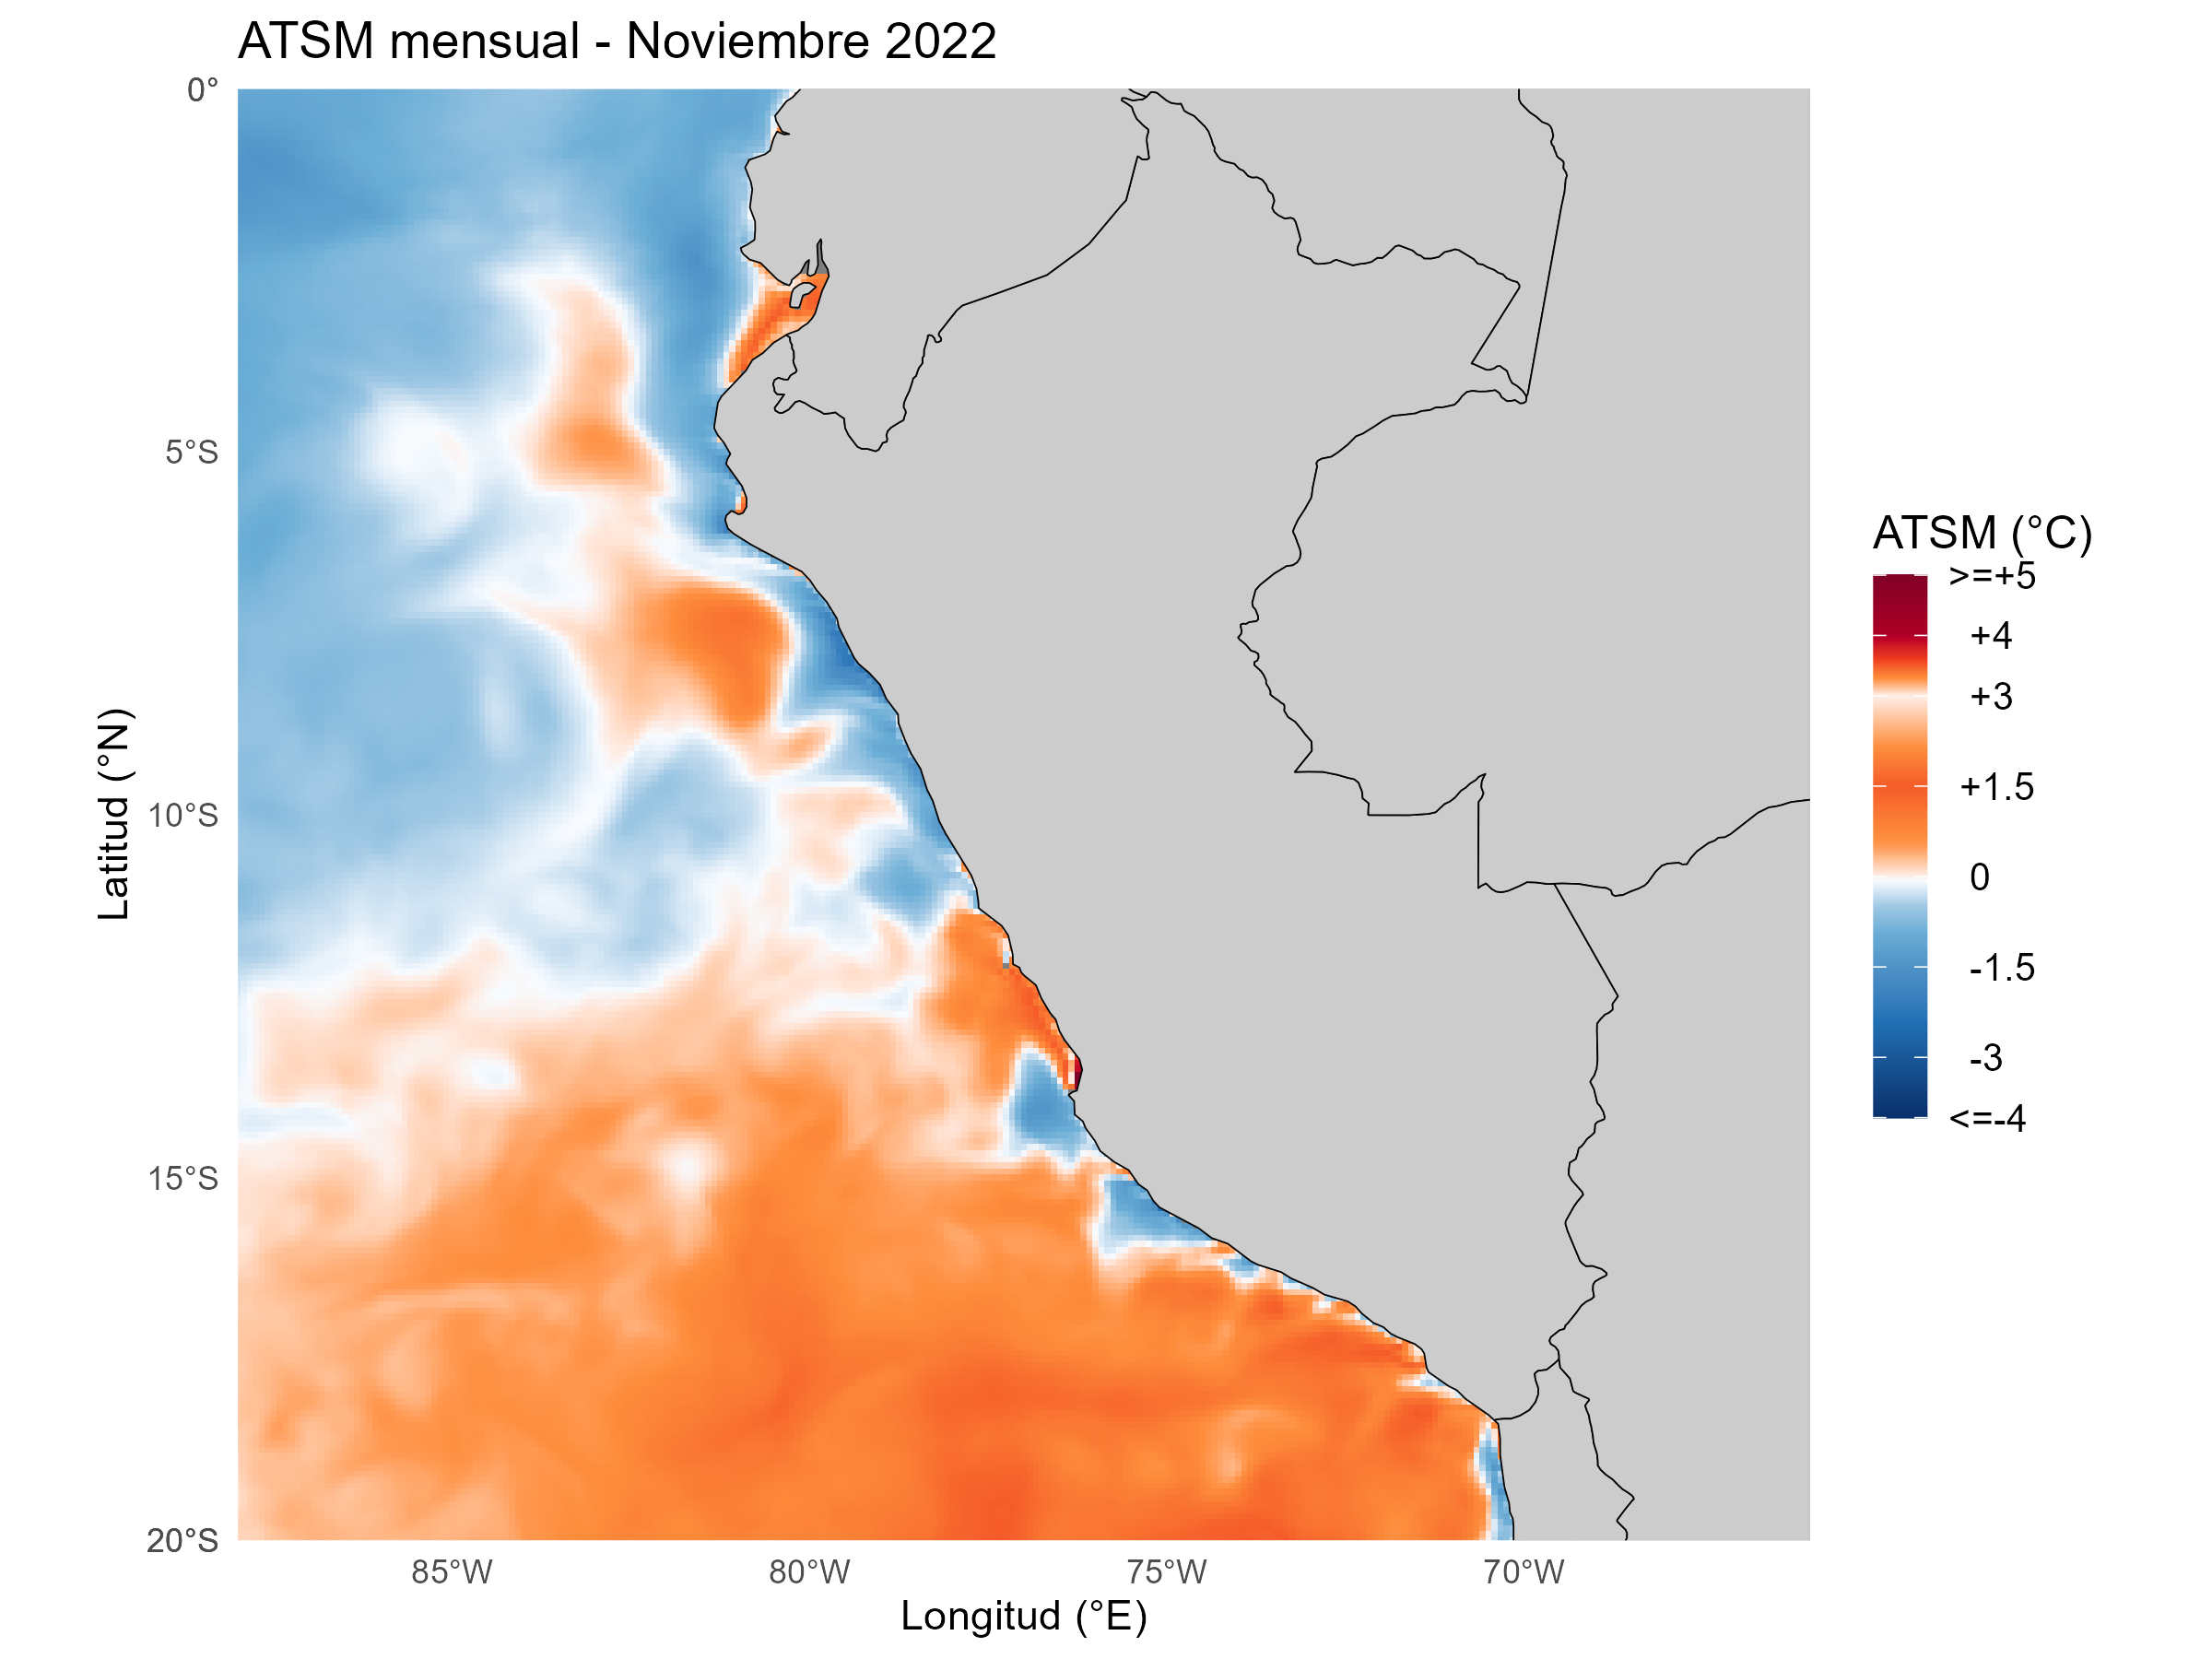 ATSM mensual - Noviembre 2022
0°
5°S
10°S
15°S
20°S
Latitud (°N)
85°W
80°W
75°W
70°W
Longitud (°E)
ATSM (°C)
>=+5
+4
+3
+1.5
0
-1.5
-3
<=-4